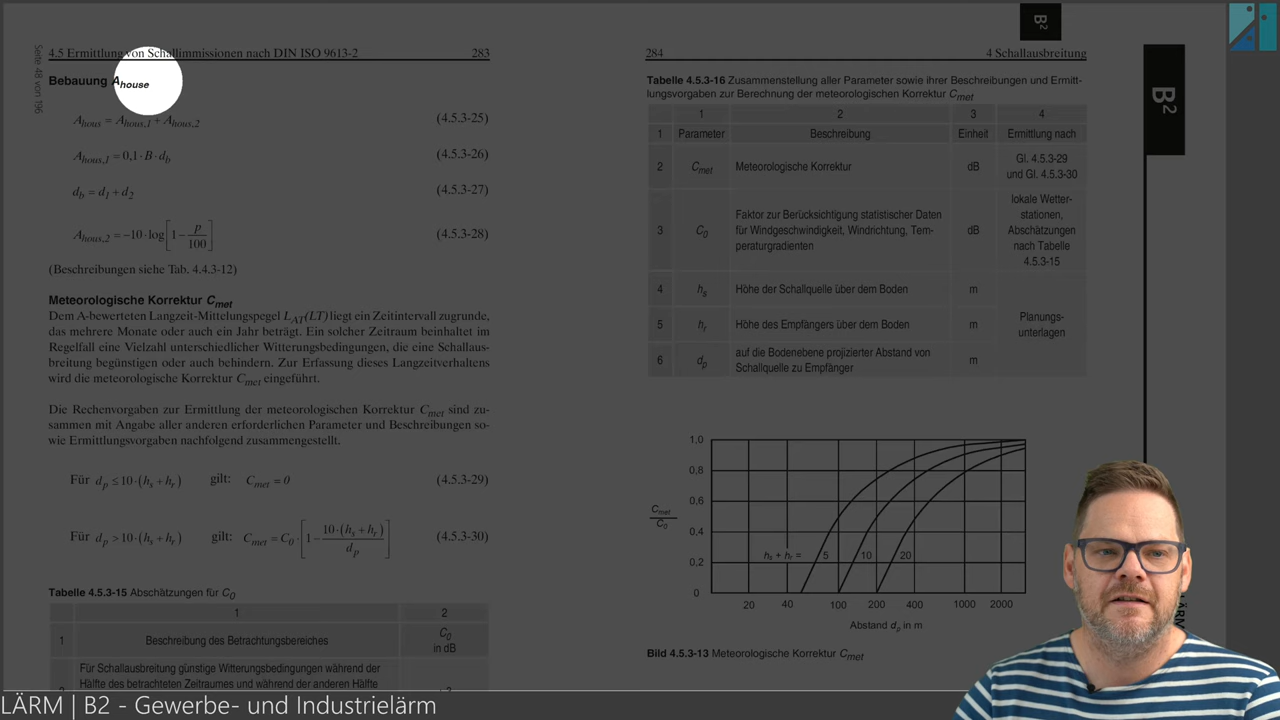 B²
4.5 Ermittlung von Schallimmissionen nach DIN ISO 9613-2 283
Seite 48 von 196
Bebauung A_house
A_hous = A_hous,1 + A_hous,2 (4.5.3-25)
A_hous,1 = 0,1 · B · d_b (4.5.3-26)
d_b = d_1 + d_2 (4.5.3-27)
A_hous,2 = −10 · log[1 − p/100] (4.5.3-28)
(Beschreibungen siehe Tab. 4.4.3-12)
Meteorologische Korrektur C_met
Dem A-bewerteten Langzeit-Mittelungspegel L_AT(LT) liegt ein Zeitintervall zugrunde,
das mehrere Monate oder auch ein Jahr beträgt. Ein solcher Zeitraum beinhaltet im
Regelfall eine Vielzahl unterschiedlicher Witterungsbedingungen, die eine Schallaus-
breitung begünstigen oder auch behindern. Zur Erfassung dieses Langzeitverhaltens
wird die meteorologische Korrektur C_met eingeführt.
Die Rechenvorgaben zur Ermittlung der meteorologischen Korrektur C_met sind zu-
sammen mit Angabe aller anderen erforderlichen Parameter und Beschreibungen so-
wie Ermittlungsvorgaben nachfolgend zusammengestellt.
Für d_p ≤ 10 · (h_s + h_r) gilt: C_met = 0 (4.5.3-29)
Für d_p > 10 · (h_s + h_r) gilt: C_met = C_0 · [1 − 10 · (h_s + h_r)/d_p] (4.5.3-30)
Tabelle 4.5.3-15 Abschätzungen für C_0
1 2
1 Beschreibung des Betrachtungsbereiches C_0 in dB
Für Schallausbreitung günstige Witterungsbedingungen während der
Hälfte des betrachteten Zeitraumes und während der anderen Hälfte
284 4 Schallausbreitung
Tabelle 4.5.3-16 Zusammenstellung der Parameter sowie ihrer Beschreibungen und Ermitt-
lungsvorgaben zur Berechnung der meteorologischen Korrektur C_met
1 2 3 4
1 Parameter Beschreibung Einheit Ermittlung nach
2 C_met Meteorologische Korrektur dB Gl. 4.5.3-29
und Gl. 4.5.3-30
3 C_0 Faktor zur Berücksichtigung statistischer Daten
für Windgeschwindigkeit, Windrichtung, Tem-
peraturgradienten
dB
lokale Wetter-
stationen,
Abschätzungen
nach Tabelle
4.5.3-15
4 h_s Höhe der Schallquelle über dem Boden m
5 h_r Höhe des Empfängers über dem Boden m
Planungs-
unterlagen
6 d_p auf die Bodenebene projizierter Abstand von
Schallquelle zu Empfänger
m
1,0
0,8
0,6
0,4
0,2
0
C_met
C_0
h_s + h_r = 5 10 20
20 40 100 200 400 1000 2000
Abstand d_p in m
Bild 4.5.3-13 Meteorologische Korrektur C_met
B²
LÄRM
LÄRM | B2 - Gewerbe- und Industrielärm